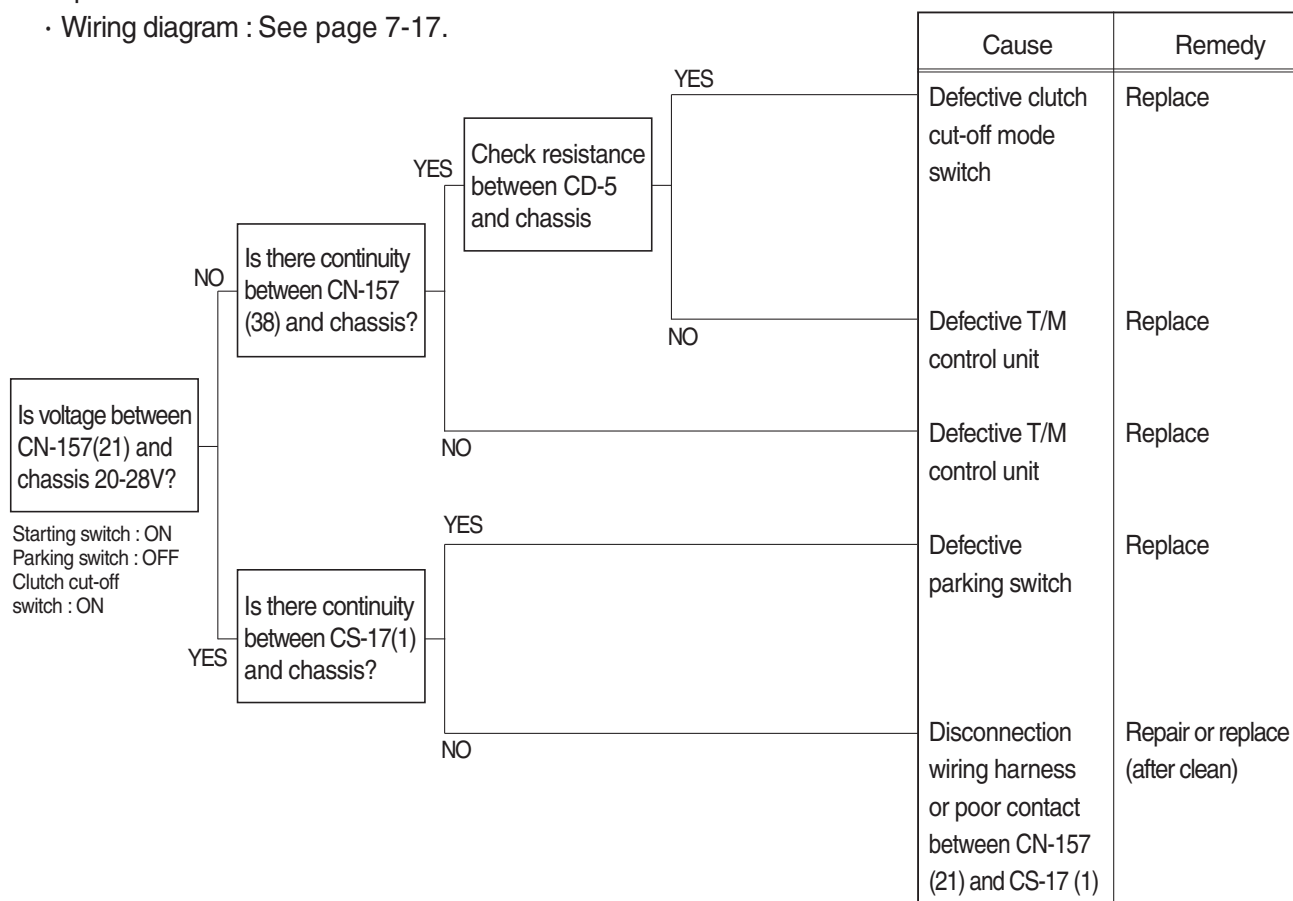 · Wiring diagram : See page 7-17.
Cause
Remedy
YES
Defective clutch
cut-off mode
switch
Replace
YES
Check resistance
between CD-5
and chassis
NO
Is there continuity
between CN-157
(38) and chassis?
NO
Defective T/M
control unit
Replace
Is voltage between
CN-157(21) and
chassis 20-28V?
NO
Defective T/M
control unit
Replace
Starting switch : ON
Parking switch : OFF
Clutch cut-off
switch : ON
YES
Defective
parking switch
Replace
YES
Is there continuity
between CS-17(1)
and chassis?
NO
Disconnection
wiring harness
or poor contact
between CN-157
(21) and CS-17 (1)
Repair or replace
(after clean)